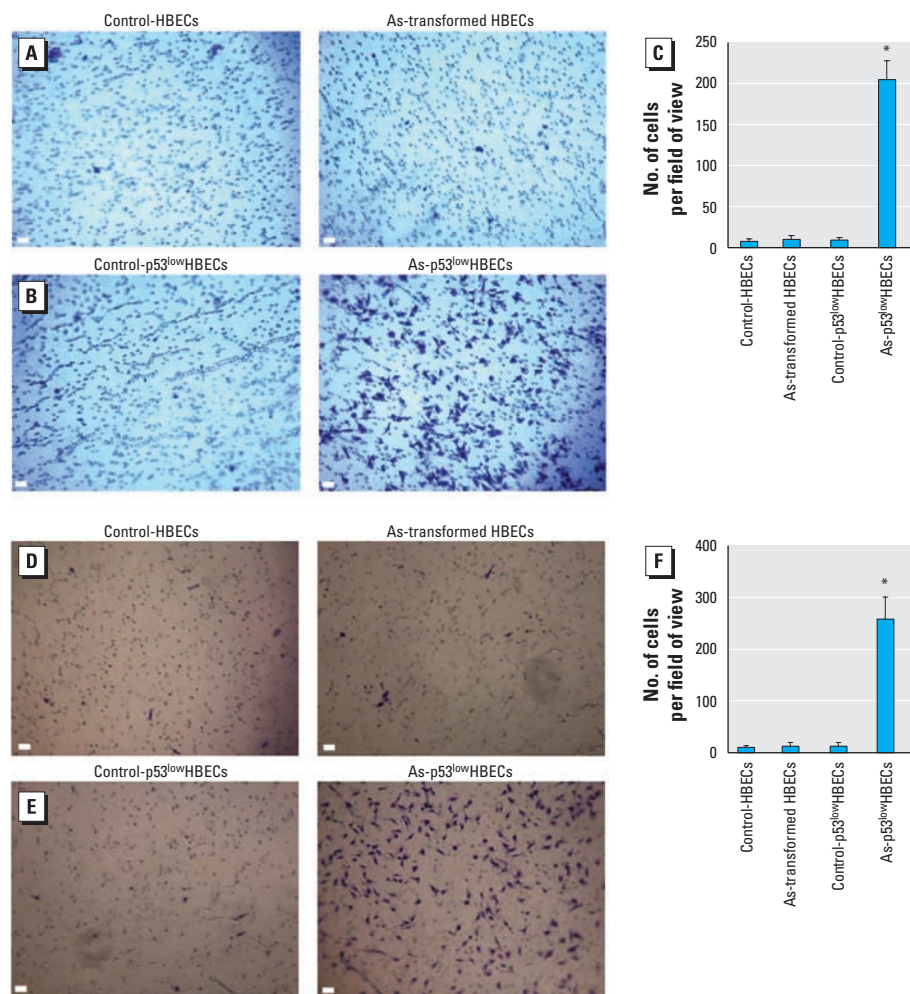 Control-HBECs
As-transformed HBECs
A
Control-p53lowHBECs
As-p53lowHBECs
B
C
No. of cells
per field of view
250
200
150
100
50
0
*
Control-HBECs
As-transformed HBECs
Control-p53lowHBECs
As-p53lowHBECs
Control-HBECs
As-transformed HBECs
D
Control-p53lowHBECs
As-p53lowHBECs
E
F
No. of cells
per field of view
400
300
200
100
0
*
Control-HBECs
As-transformed HBECs
Control-p53lowHBECs
As-p53lowHBECs